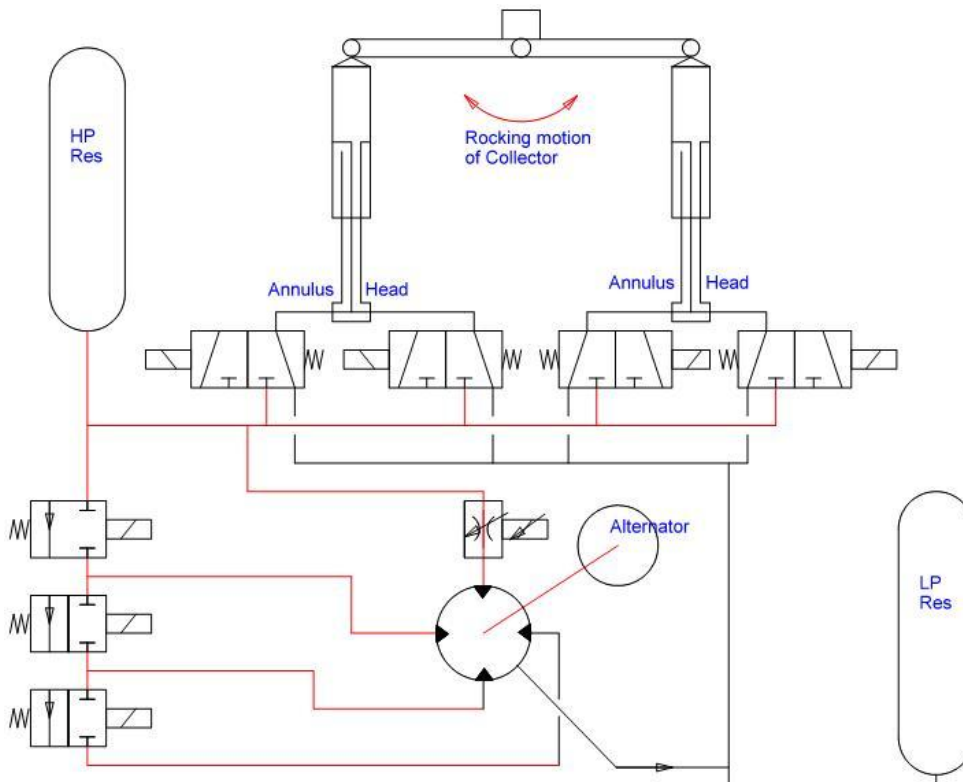 HP
Res
Rocking motion
of Collector
Annulus
Head
Annulus
Head
Alternator
LP
Res